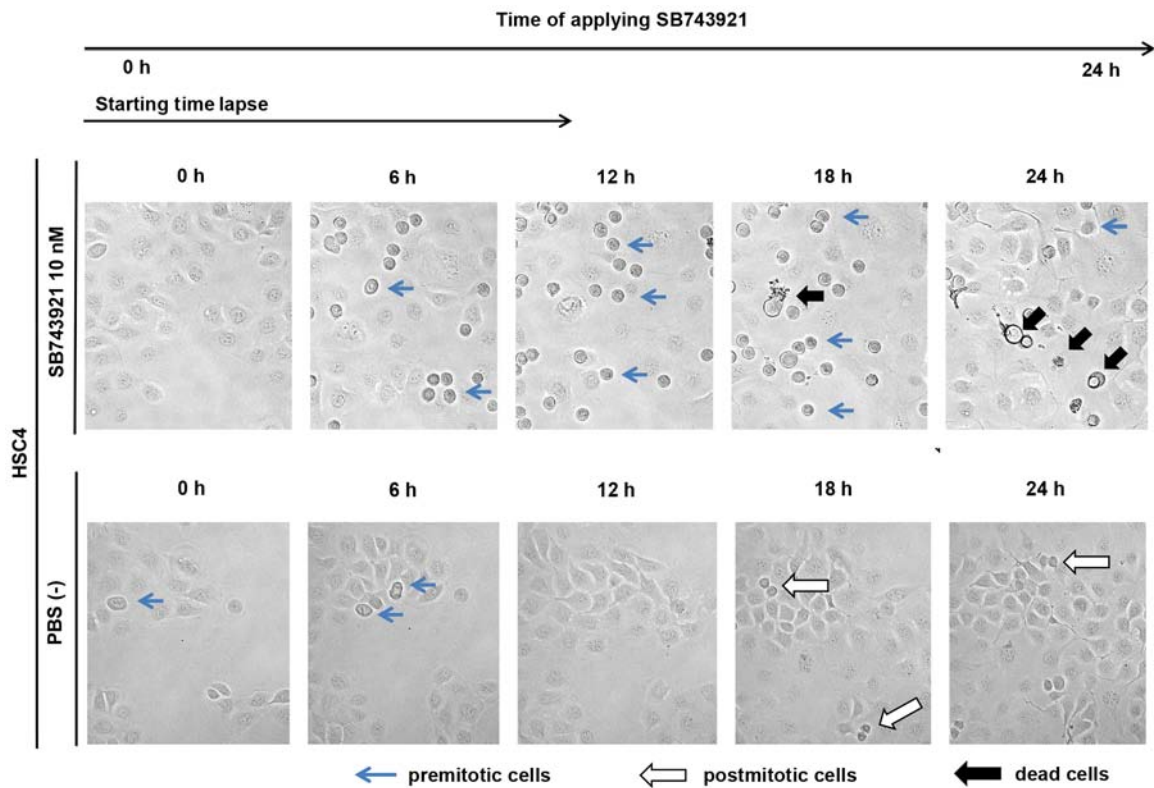 Time of applying SB743921
0 h 24 h
Starting time lapse
HSC4
SB7439921 10 nM
0 h 6 h 12 h 18 h 24 h
PBS (-)
0 h 6 h 12 h 18 h 24 h
premitotic cells postmitotic cells dead cells